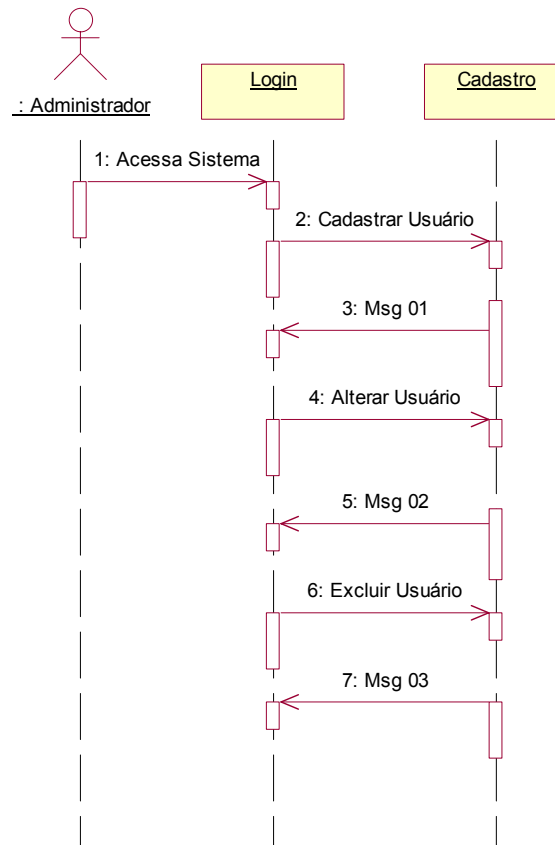 Login
Cadastro
_ : Administrador
1: Acessa Sistema
2: Cadastrar Usuário
3: Msg 01
4: Alterar Usuário
5: Msg 02
6: Excluir Usuário
7: Msg 03